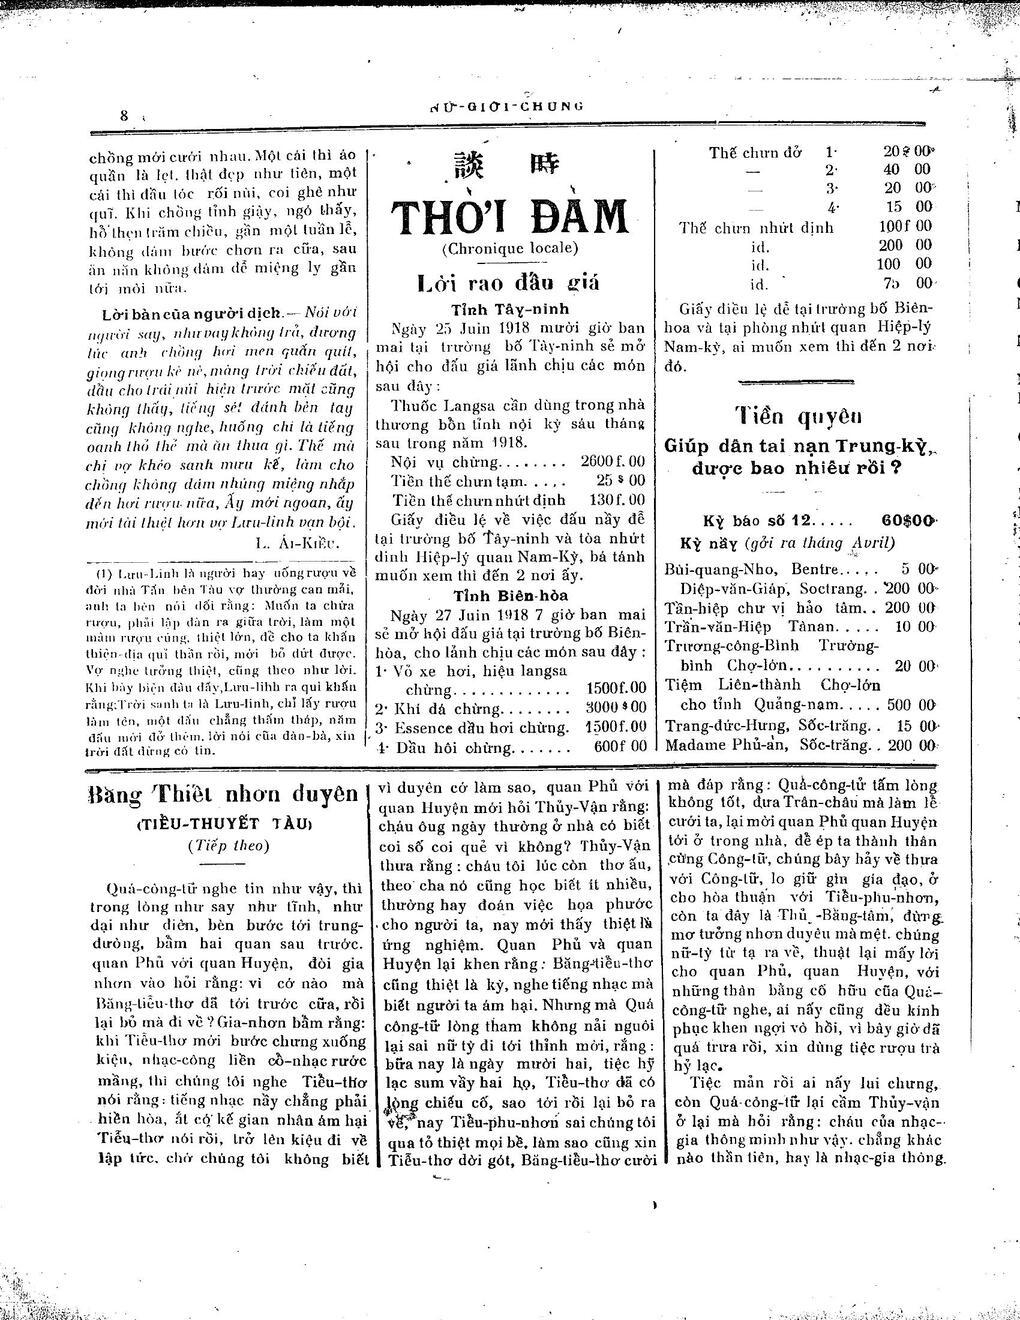 8
NỮ-GIỚI-CHUNG
chồng mới cưới nhau. Một cái thì áo
quần là lẹt. thật đẹp như tiên, một
cái thì đầu tóc rối nùi, coi ghê như
quĩ. Khi chồng tỉnh giậy, ngó thấy,
hổ thẹn trăm chiều, gần một tuần lễ,
không dám bước chơn ra cữa, sau
ăn năn không dám dể miệng ly gần
tới môi nữa.
Lời bàn của người dịch.— Nói với
người say, như vay không trả, đương
lúc anh chồng hơi men quấn quít,
giọng rượu kê nề, màng trời chiếu đất,
dầu cho trái núi hiện trước mặt cũng
không thấy, tiếng sét đánh bên tay
cũng không nghe, huống chi là tiếng
oanh thỏ thẻ mà ăn thua gì. Thế mà
chị vợ khéo sanh mưu kế, làm cho
chồng không dám nhúng miệng nhắp
đến hơi rượu nữa, Ấy mới ngoan, ấy
mới tài thiệt hơn vợ Lưu-linh vạn bội.
L. ÁI-KIỀU.
(1) Lưu-Linh là người hay uống rượu về
đời nhà Tấn bên Tàu vợ thường can mải,
anh ta bèn nói dối rằng: Muốn ta chừa
rượu, phải lập đàn ra giữa trời, làm một
mâm rượu cúng, thiệt lớn, để cho ta khấn
thiện-địa quỉ thần rồi, mới bỏ dứt được.
Vợ nghe tưởng thiệt, cũng theo như lời.
Khi bày biện đâu đấy, Lưu-linh ra quì khấn
rằng: Trời sanh ta là Lưu-linh, chỉ lấy rượu
làm tên, một đấu chẳng thấm tháp, năm
đấu mới đở thèm, lời nói của đàn-bà, xin
trời đất đừng có tin.
談 時
THỜI ĐÀM
(Chronique locale)
Lời rao đấu giá
Tỉnh Tây-ninh
Ngày 25 Juin 1918 mười giờ ban
mai tại trường bố Tây-ninh sẻ mở
hội cho đấu giá lãnh chịu các món
sau đây :
Thuốc Langsa cần dùng trong nhà
thương bổn tỉnh nội kỳ sáu tháng
sau trong năm 1918.
Nội vụ chừng........ 2600f.00
Tiền thế chưn tạm..... 25 $ 00
Tiền thế chưn nhứt định 130f.00
Giấy diều lệ về việc đấu nầy để
tại trường bố Tây-ninh và tòa nhứt
dinh Hiệp-lý quan Nam-Kỳ, bá tánh
muốn xem thì đến 2 nơi ấy.
Tỉnh Biên-hòa
Ngày 27 Juin 1918 7 giờ ban mai
sẻ mở hội đấu giá tại trường bố Biên-
hòa, cho lảnh chịu các món sau đây :
1· Vỏ xe hơi, hiệu langsa
chừng............ 1500f.00
2· Khí đá chừng........ 3000$00
3· Essence dầu hơi chừng. 1500f.00
4· Dầu hôi chừng....... 600f 00
Thế chưn đở 1· 20$00
— 2· 40 00
— 3· 20 00
— 4· 15 00
Thế chưn nhứt định 100f 00
id. 200 00
id. 100 00
id. 75 00
Giấy diều lệ dể tại trường bố Biên-
hoa và tại phòng nhứt quan Hiệp-lý
Nam-kỳ, ai muốn xem thì đến 2 nơi
đó.
Tiền quyên
Giúp dân tai nạn Trung-kỳ,
được bao nhiêu rồi ?
Kỳ báo số 12..... 60$00
Kỳ nầy (gởi ra tháng Avril)
Bùi-quang-Nho, Bentre..... 5 00
Diệp-văn-Giáp, Soctrang.. 200 00
Tân-hiệp chư vị hảo tâm.. 200 00
Trần-văn-Hiệp Tânan..... 10 00
Trương-công-Bình Trường-
bình Chợ-lớn.......... 20 00
Tiệm Liên-thành Chợ-lớn
cho tỉnh Quảng-nam..... 500 00
Trang-đức-Hưng, Sốc-trăng.. 15 00
Madame Phủ-ân, Sốc-trăng.. 200 00
Băng Thiết nhơn duyên
(TIỂU-THUYẾT TÀU)
(Tiếp theo)
Quá-công-tử nghe tin như vậy, thì
trong lòng như say như tĩnh, như
dại như điên, bèn bước tới trung-
đường, bẩm hai quan sau trước.
quan Phủ với quan Huyện, đòi gia
nhơn vào hỏi rằng: vì cớ nào mà
Băng-tiểu-thơ đã tới trước cữa, rồi
lại bỏ mà đi về ? Gia-nhơn bẩm rằng:
khi Tiểu-thơ mới bước chưng xuống
kiệu, nhạc-công liền cổ-nhạc rước
mầng, thì chúng tôi nghe Tiểu-thơ
nói rằng: tiếng nhạc nầy chẳng phải
hiền hòa, ắt có kế gian nhân ám hại
Tiểu-thơ nói rồi, trở lên kiệu đi về
lập tức, chớ chúng tôi không biết
vì duyên cớ làm sao, quan Phủ với
quan Huyện mới hỏi Thủy-Vận rằng:
cháu ông ngày thường ở nhà có biết
coi số coi quẻ vì không? Thủy-Vận
thưa rằng : cháu tôi lúc còn thơ ấu,
theo cha nó cũng học biết ít nhiều,
thường hay đoán việc họa phước
cho người ta, nay mới thấy thiệt là
ứng nghiệm. Quan Phủ và quan
Huyện lại khen rằng : Băng-tiểu-thơ
cũng thiệt là kỳ, nghe tiếng nhạc mà
biết người ta ám hại. Nhưng mà Quá
công-tử lòng tham không nải nguôi
lại sai nữ tỳ đi tới thỉnh mời, rằng :
bữa nay là ngày mười hai, tiệc hỹ
lạc sum vầy hai họ, Tiểu-thơ đã có
lòng chiếu cố, sao tới rồi lại bỏ ra
về, nay Tiểu-phu-nhơn sai chúng tôi
qua tỏ thiệt mọi bề, làm sao cũng xin
Tiểu-thơ dời gót, Băng-tiểu-thơ cười
mà đáp rằng : Quá-công-tử tấm lòng
không tốt, dựa Trân-châu mà làm lễ
cưới ta, lại mời quan Phủ quan Huyện
tới ở trong nhà, để ép ta thành thân
cùng Công-tử, chúng bây hảy về thưa
với Công-tử, lo giữ gìn gia đạo, ở
cho hòa thuận với Tiểu-phu-nhơn,
còn ta đây là Thủy-Băng-tâm, đừng
mơ tưởng nhơn duyên mà mệt. chúng
nữ-tỳ từ tạ ra về, thuật lại mấy lời
cho quan Phủ, quan Huyện, với
những thân bằng cố hữu của Quá-
công-tử nghe, ai nấy cũng đều kính
phục khen ngợi vô hồi, vì bây giờ đã
quá trưa rồi, xin dùng tiệc rượu trà
hỷ lạc.
Tiệc mản rồi ai nấy lui chưng,
còn Quá-công-tử lại cầm Thủy-vận
ở lại mà hỏi rằng : cháu của nhạc-
gia thông minh như vậy. chẳng khác
nào thần tiên, hay là nhạc-gia thông